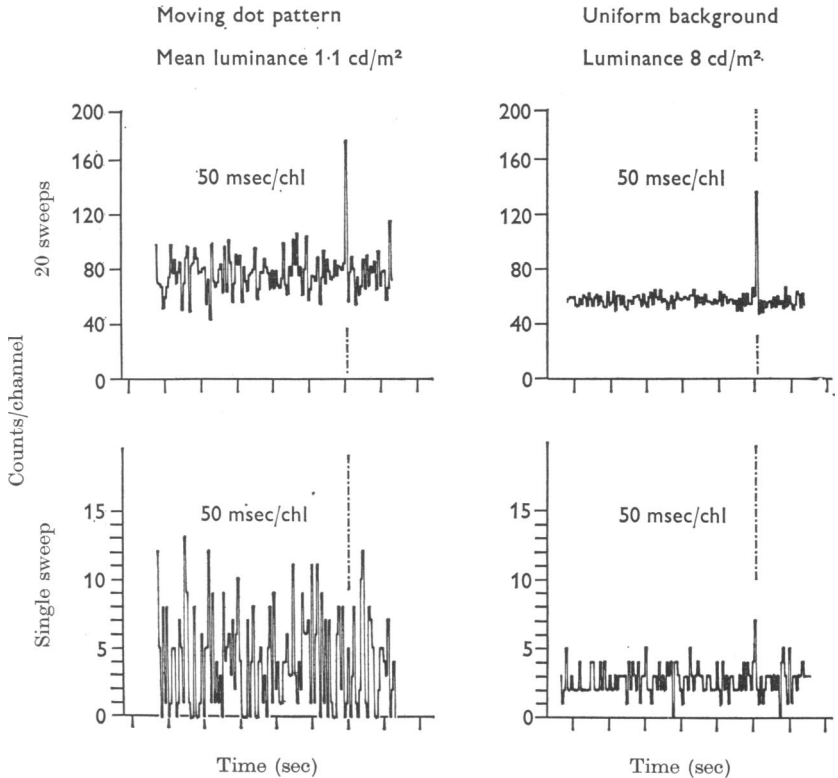 Moving dot pattern
Mean luminance 1·1 cd/m²
Uniform background
Luminance 8 cd/m²
Counts/channel
20 sweeps
200
160
120
80
40
0
50 msec/chl
200
160
120
80
40
0
50 msec/chl
Single sweep
15
10
5
0
50 msec/chl
Time (sec)
15
10
5
0
50 msec/chl
Time (sec)